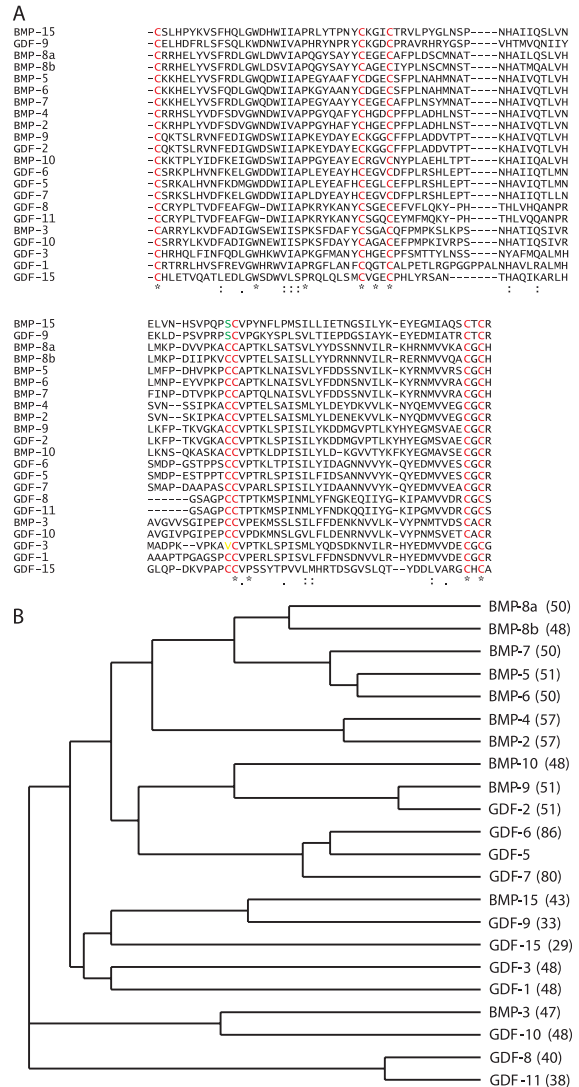 A
BMP-15 -CSLHPYKVSFHQLGWDHWIIAPRLYTPNYCKGICTRVLPYGLNSP----NHAIIQSLVN
GDF-9 -CELHDFRLSFSQLKWDNWIVAPHRYNPRYCKGDCPRAVRHRYGSP----VHTMVQNIIY
BMP-8a -CRRHELYVSFRDLGWLDWVIAPQGYSAYYCEGECAFPLDSCMNAT----NHAILQSLVH
BMP-8b -CRRHELYVSFQDLGWLDSVIAPQGYSAYYCAGECIYPLNSCMNST----NHATMQALVH
BMP-5 -CKKHELYVSFRDLGWQDWIIAPEGYAAFYCDGECSFPLNAHMNAT----NHAIVQTLVH
BMP-6 -CKKHELYVSFQDLGWQDWIIAPKGYAANYCDGECSFPLNAHMNAT----NHAIVQTLVH
BMP-7 -CKKHELYVSFRDLGWQDWIIAPEGYAAYYCEGECAFPLNSYMNAT----NHAIVQTLVH
BMP-4 -CRRHSLYVDFSDVGWNDWIVAPPGYQAFYCHGDCPFPLADHLNST----NHAIVQTLVN
BMP-2 -CKRHPLYVDFSDVGWNDWIVAPPGYHAFYCHGECPFPLADHLNST----NHAIVQTLVN
BMP-9 -CQKTSLRVNFEDIGWDSWIIAPKEYDAYECKGGCFFPLADDVTPT----KHAIVQTLVH
GDF-2 -CQKTSLRVNFEDIGWDSWIIAPKEYEAYECKGGCFFPLADDVTPT----KHAIVQTLVH
BMP-10 -CKKTPLYIDFKEIGWDSWIIAPPGYEAYECRGVCNYPLAEHLTPT----KHAIIQALVH
GDF-6 -CSRKPLHVNFKELGWDDWIIAPLEYEAYHCEGVCDFPLRSHLEPT----NHAIIQTLMN
GDF-5 -CSRKALHVNFKDMGWDDWIIAPLEYEAFHCEGLCEFPLRSHLEPT----NHAVIQTLMN
GDF-7 -CSRKPLHVDFKELGWDDWIIAPLDYEAYHCEGLCDFPLRSHLEPT----NHAIIQTLLN
GDF-8 -CCRYPLTVDFEAFGW-DWIIAPKRYKANYCSGECEFVFLQKY-PH----THLVHQANPR
GDF-11 -CCRYPLTVDFEAFGW-DWIIAPKRYKANYCSGQCEYMFMQKY-PH----THLVQQANPR
BMP-3 -CARRYLKVDFADIGWSEWIISPKSFDAYYCSGACQFPMPKSLKPS----NHATIQSIVR
GDF-10 -CSRRYLKVDFADIGWNEWIISPKSFDAYYCAGACEFPMPKIVRPS----NHATIQSIVR
GDF-3 -CHRHQLFINFQDLGWHKWVIAPKGFMANYCHGECPFSLTTYLNSS----NYAFMQALMH
GDF-1 -CRTRRLHVSFREVGWHRWVIAPRGFLANFCQGTCALPETLRGPGGPPALNHAVLRALMH
GDF-15 -CHLETVQATLEDLGWSDWVLSPRQLQLSMCVGECPHLYRSAN----THAQIKARLH
* : . * .::: * * * * : :
BMP-15 ELVN-HSVPQPSCVPYNFLPMSILLIETNGSILYK-EYEGMIAQSCTCR
GDF-9 EKLD-PSVPRPSCVPGKYSPLSVLTIEPDGSIAYK-EYEDMIATRCTCR
BMP-8a LMKP-NAVPKACCAPTKLSATSVLYYDSSNNVILR-KHRNMVVKACGCH
BMP-8b LMKP-DIIPKVCCVPTELSAISLLYYDRNNNVILR-RERNMVVQACGCH
BMP-5 LMFP-DHVPKPCCAPTKLNAISVLYFDDSSNVILK-KYRNMVVRSCGCH
BMP-6 LMNP-EYVPKPCCAPTKLNAISVLYFDDNSNVILK-KYRNMVVRACGCH
BMP-7 FINP-DTVPKPCCAPTQLNAISVLYFDDSSNVILK-KYRNMVVRACGCH
BMP-4 SVN--SSIPKACCVPTELSAISMLYLDEYDKVVLK-NYQEMVVEGCGCR
BMP-2 SVN--SKIPKACCVPTELSAISMLYLDENEKVVLK-NYQDMVVEGCGCR
BMP-9 LKFP-TKVGKACCVPTKLSPISVLYKDDMGVPTLKYHYEGMSVAECGCR
GDF-2 LKFP-TKVGKACCVPTKLSPISVLYKDDMGVPTLKYHYEGMSVAECGCR
BMP-10 LKNS-QKASKACCVPTKLEPISILYLDKGVVTYKFKYEGMAVSECGCR
GDF-6 SMDP-GSTPPSCCVPTKLTPISILYIDAGNNVVYK-QYEDMVVESCGCR
GDF-5 SMDP-ESTPPTCCVPTRLSPISILFIDSANNVVYK-QYEDMVVESCGCR
GDF-7 SMAP-DAAPASCCVPARLSPISILYIDAANNVVYK-QYEDMVVEACGCR
GDF-8 ------GSAGPCCTPTKMSPINMLYFNGKEQIIYG-KIPAMVVDRCGCS
GDF-11 ------GSAGPCCTPTKMSPINMLYFNDKQQIIYG-KIPGMVVDRCGCS
BMP-3 AVGVVSGIPEPCCVPEKMSSLSILFFDENKNVVLK-VYPNMTVDSCACR
GDF-10 AVGIVPGIPEPCCVPDKMNSLGVLFLDENRNVVLK-VYPNMSVDTCACR
GDF-3 MADPK-VPKAVCVPTKLSPISMLYQDSDKNVILR-HYEDMVVDECGCG
GDF-1 AAAPTPGAGSPCCVPERLSPISVLFFDNSDNVVLR-HYEDMVVDECGCR
GDF-15 GLQP-DKVPAPCCVPSSYTPVVLMHRTDSGVSLQT-YDDLVARGCHCA
*. . :: : . * *
B
BMP-8a (50)
BMP-8b (48)
BMP-7 (50)
BMP-5 (51)
BMP-6 (50)
BMP-4 (57)
BMP-2 (57)
BMP-10 (48)
BMP-9 (51)
GDF-2 (51)
GDF-6 (86)
GDF-5
GDF-7 (80)
BMP-15 (43)
GDF-9 (33)
GDF-15 (29)
GDF-3 (48)
GDF-1 (48)
BMP-3 (47)
GDF-10 (48)
GDF-8 (40)
GDF-11 (38)